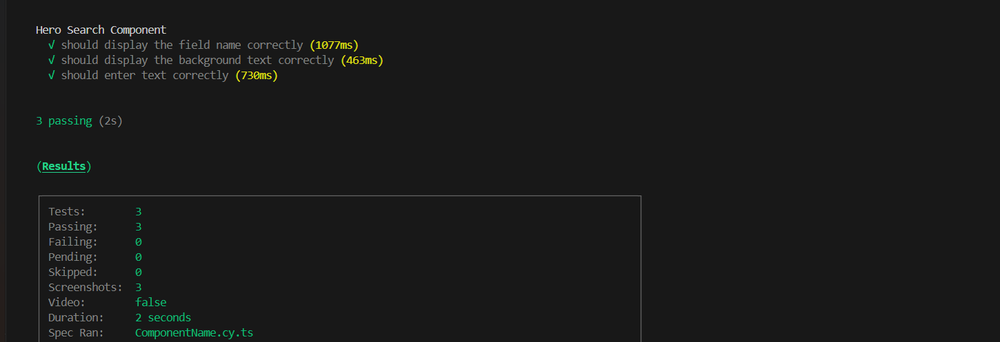 Hero Search Component
√ should display the field name correctly (1077ms)
√ should display the background text correctly (463ms)
√ should enter text correctly (730ms)
3 passing (2s)
(Results)
Tests: 3
Passing: 3
Failing: 0
Pending: 0
Skipped: 0
Screenshots: 3
Video: false
Duration: 2 seconds
Spec Ran: ComponentName.cy.ts